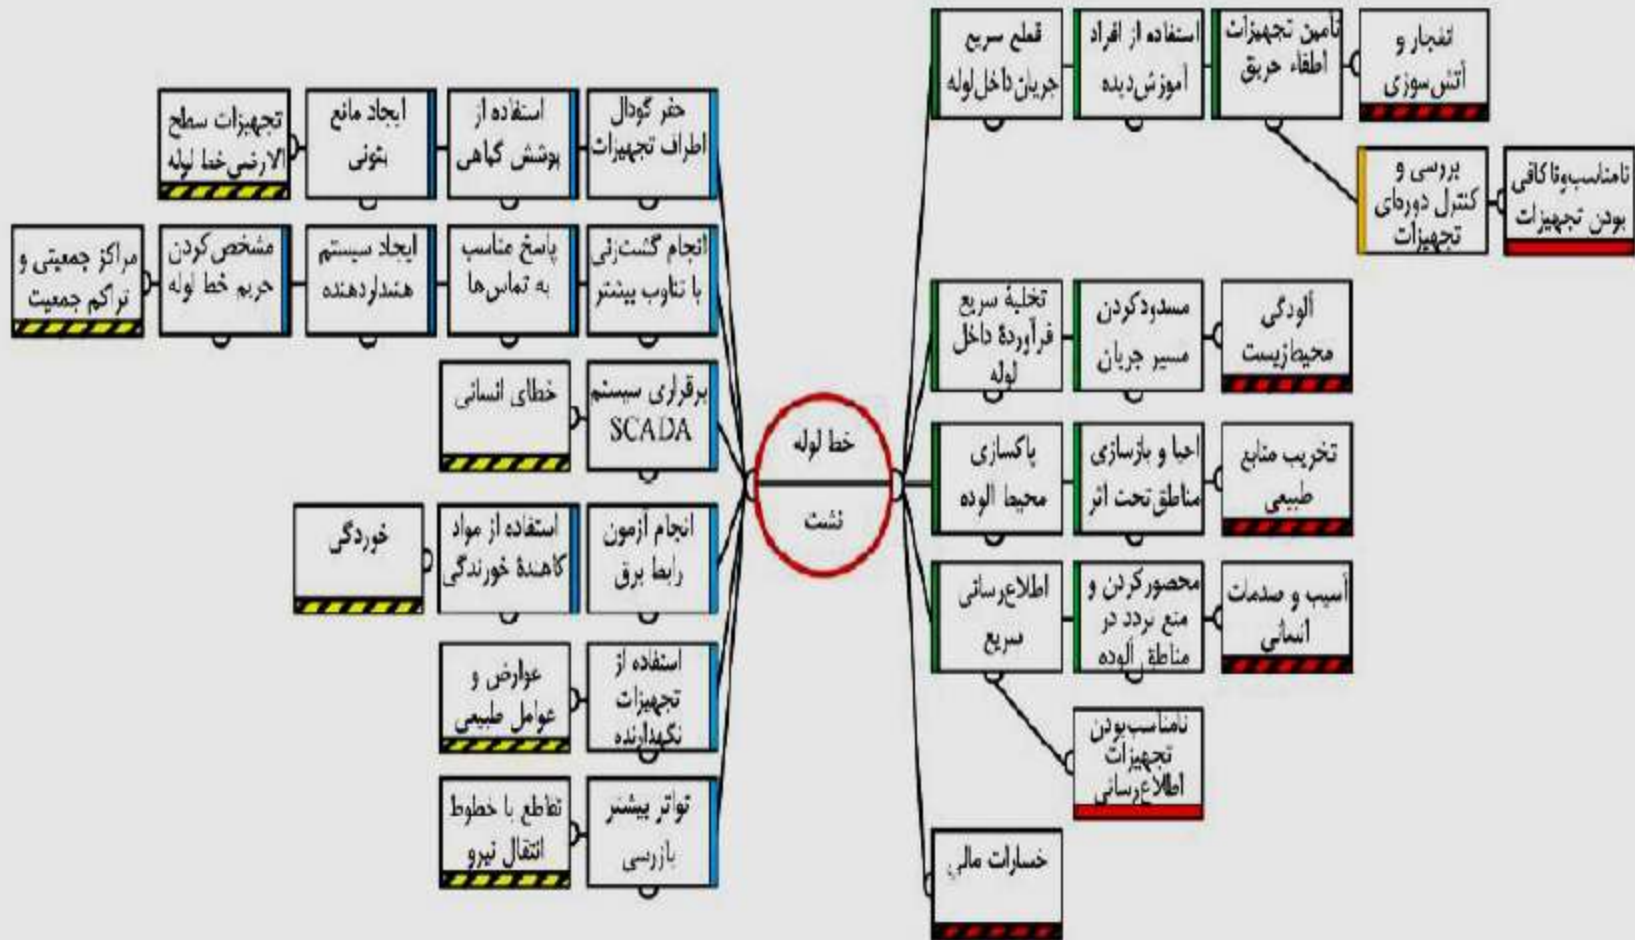 قطع سریع
جریان داخل لوله
استفاده از افراد
آموزش‌دیده
تأمین تجهیزات
اطفاء حریق
انفجار و
آتش‌سوزی
بررسی و
کنترل دوره‌ای
تجهیزات
نامناسب‌وناکافی
بودن تجهیزات
تخلیهٔ سریع
فرآوردهٔ داخل
لوله
مسدودکردن
مسیر جریان
آلودگی
محیط‌زیست
پاکسازی
محیط آلوده
احیا و بازسازی
مناطق تحت اثر
تخریب منابع
طبیعی
اطلاع‌رسانی
سریع
محصورکردن و
منع تردد در
مناطق آلوده
آسیب و صدمات
انسانی
نامناسب‌بودن
تجهیزات
اطلاع‌رسانی
خسارات مالی
خط لوله
نشت
حفر گودال
اطراف تجهیزات
استفاده از
پوشش گیاهی
ایجاد مانع
بتونی
تجهیزات سطح
الارضی‌خط لوله
انجام گشت‌زنی
با تناوب بیشتر
پاسخ مناسب
به تماس‌ها
ایجاد سیستم
هشداردهنده
مشخص‌کردن
حریم خط لوله
مراکز جمعیتی و
تراکم جمعیت
برقراری سیستم
SCADA
خطای انسانی
انجام آزمون
رابط برق
استفاده از مواد
کاهندهٔ خورندگی
خوردگی
استفاده از
تجهیزات
نگهدارنده
عوارض و
عوامل طبیعی
تواتر بیشتر
بازرسی
تقاطع با خطوط
انتقال نیرو